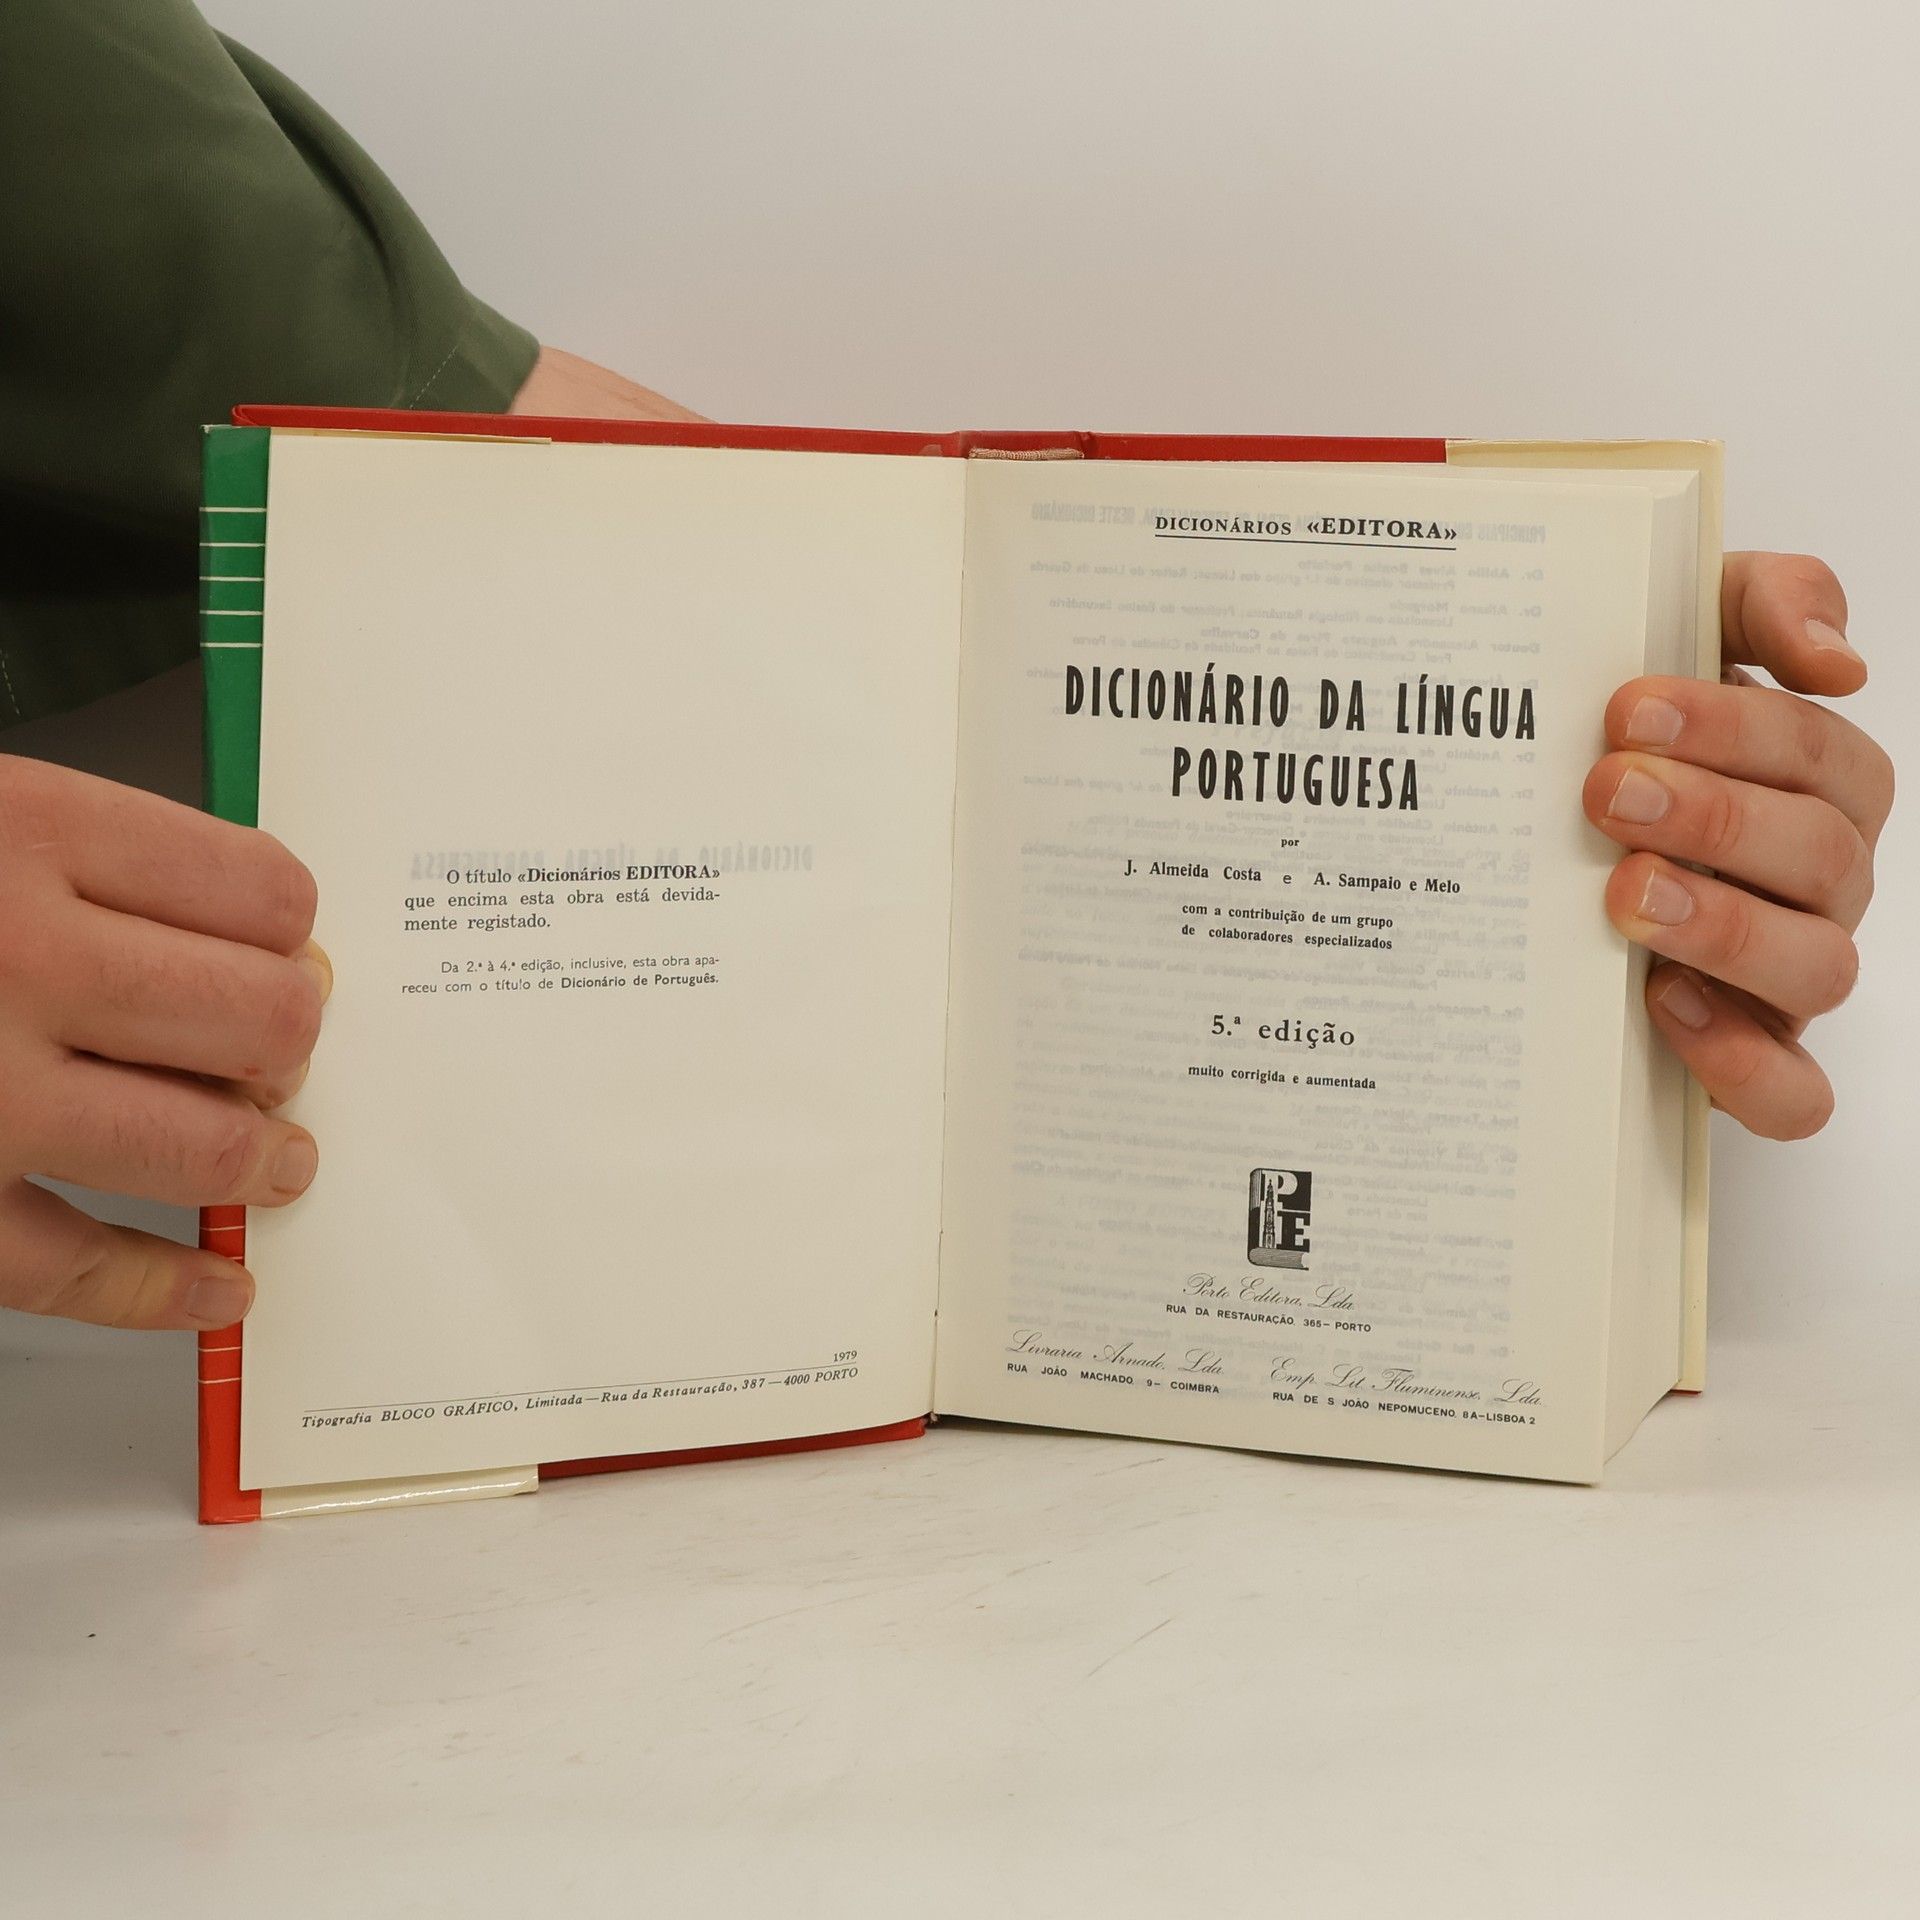 O título «Dicionários EDITORA»
que encima esta obra está devida-
mente registado.
Da 2.ª à 4.ª edição, inclusive, esta obra apa-
receu com o título de Dicionário de Português.
1979
Tipografia BLOCO GRÁFICO, Limitada—Rua da Restauração, 387—4000 PORTO
DICIONÁRIOS «EDITORA»
DICIONÁRIO DA LÍNGUA
PORTUGUESA
por
J. Almeida Costa e A. Sampaio e Melo
com a contribuição de um grupo
de colaboradores especializados
5.ª edição
muito corrigida e aumentada
P
E
Porto Editora, Lda
RUA DA RESTAURAÇÃO. 365— PORTO
Livraria Arnado, Lda
RUA JOÃO MACHADO 9— COIMBRA
Emp. Lit. Fluminense, Lda
RUA DE S JOÃO NEPOMUCENO. 8A—LISBOA 2